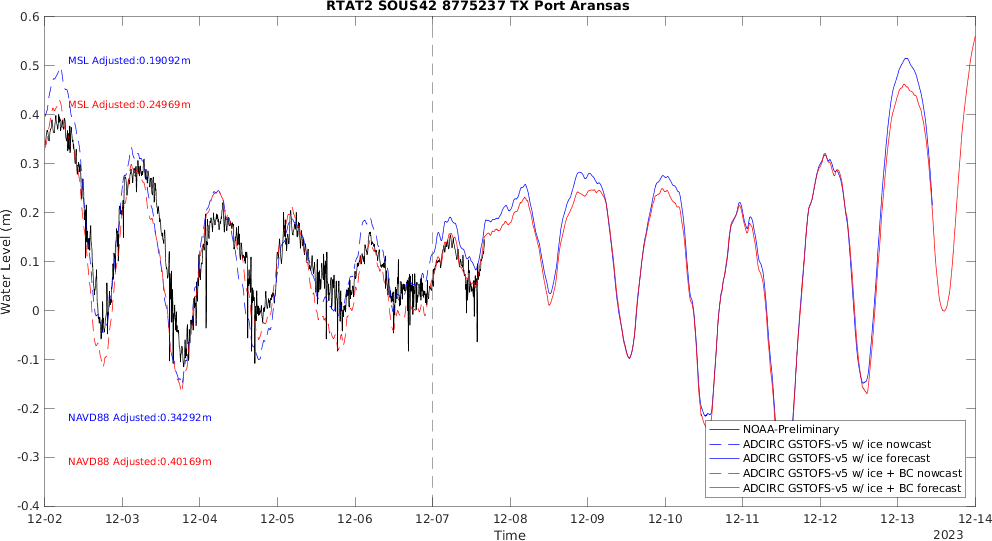 RTAT2 SOUS42 8775237 TX Port Aransas
0.6
0.5
0.4
0.3
0.2
0.1
0
-0.1
-0.2
-0.3
-0.4
Water Level (m)
MSL Adjusted:0.19092m
MSL Adjusted:0.24969m
NAVD88 Adjusted:0.34292m
NAVD88 Adjusted:0.40169m
NOAA-Preliminary
ADCIRC GSTOFS-v5 w/ ice nowcast
ADCIRC GSTOFS-v5 w/ ice forecast
ADCIRC GSTOFS-v5 w/ ice + BC nowcast
ADCIRC GSTOFS-v5 w/ ice + BC forecast
12-02 12-03 12-04 12-05 12-06 12-07 12-08 12-09 12-10 12-11 12-12 12-13 12-14
Time
2023